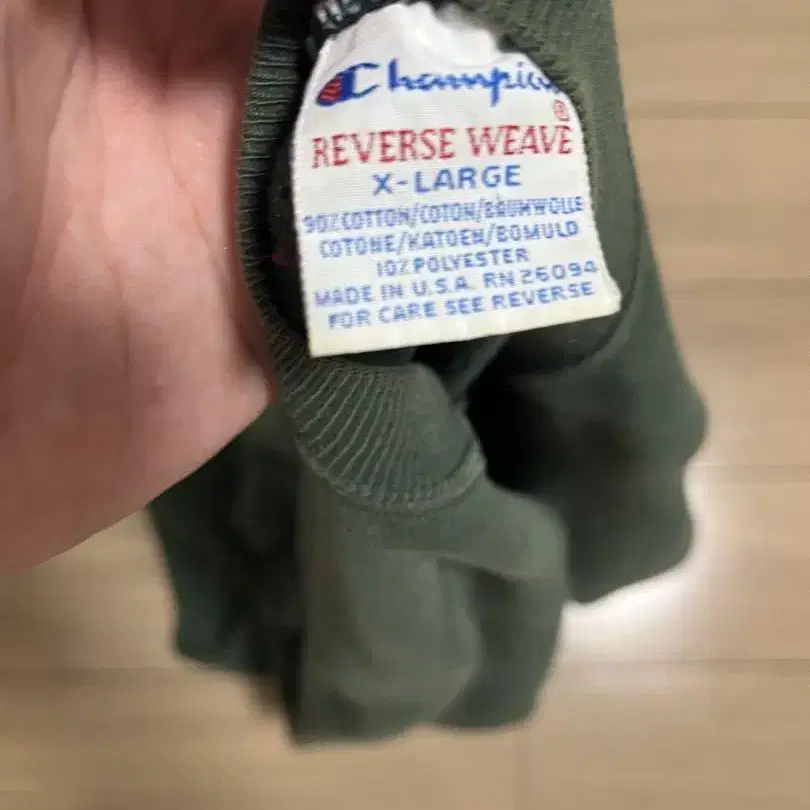 Champion
®
REVERSE WEAVE
X-LARGE
90% COTTON/COTON/BAUMWOLLE
COTONE/KATOEN/BOMULD
10% POLYESTER
MADE IN U.S.A. RN 26094
FOR CARE SEE REVERSE